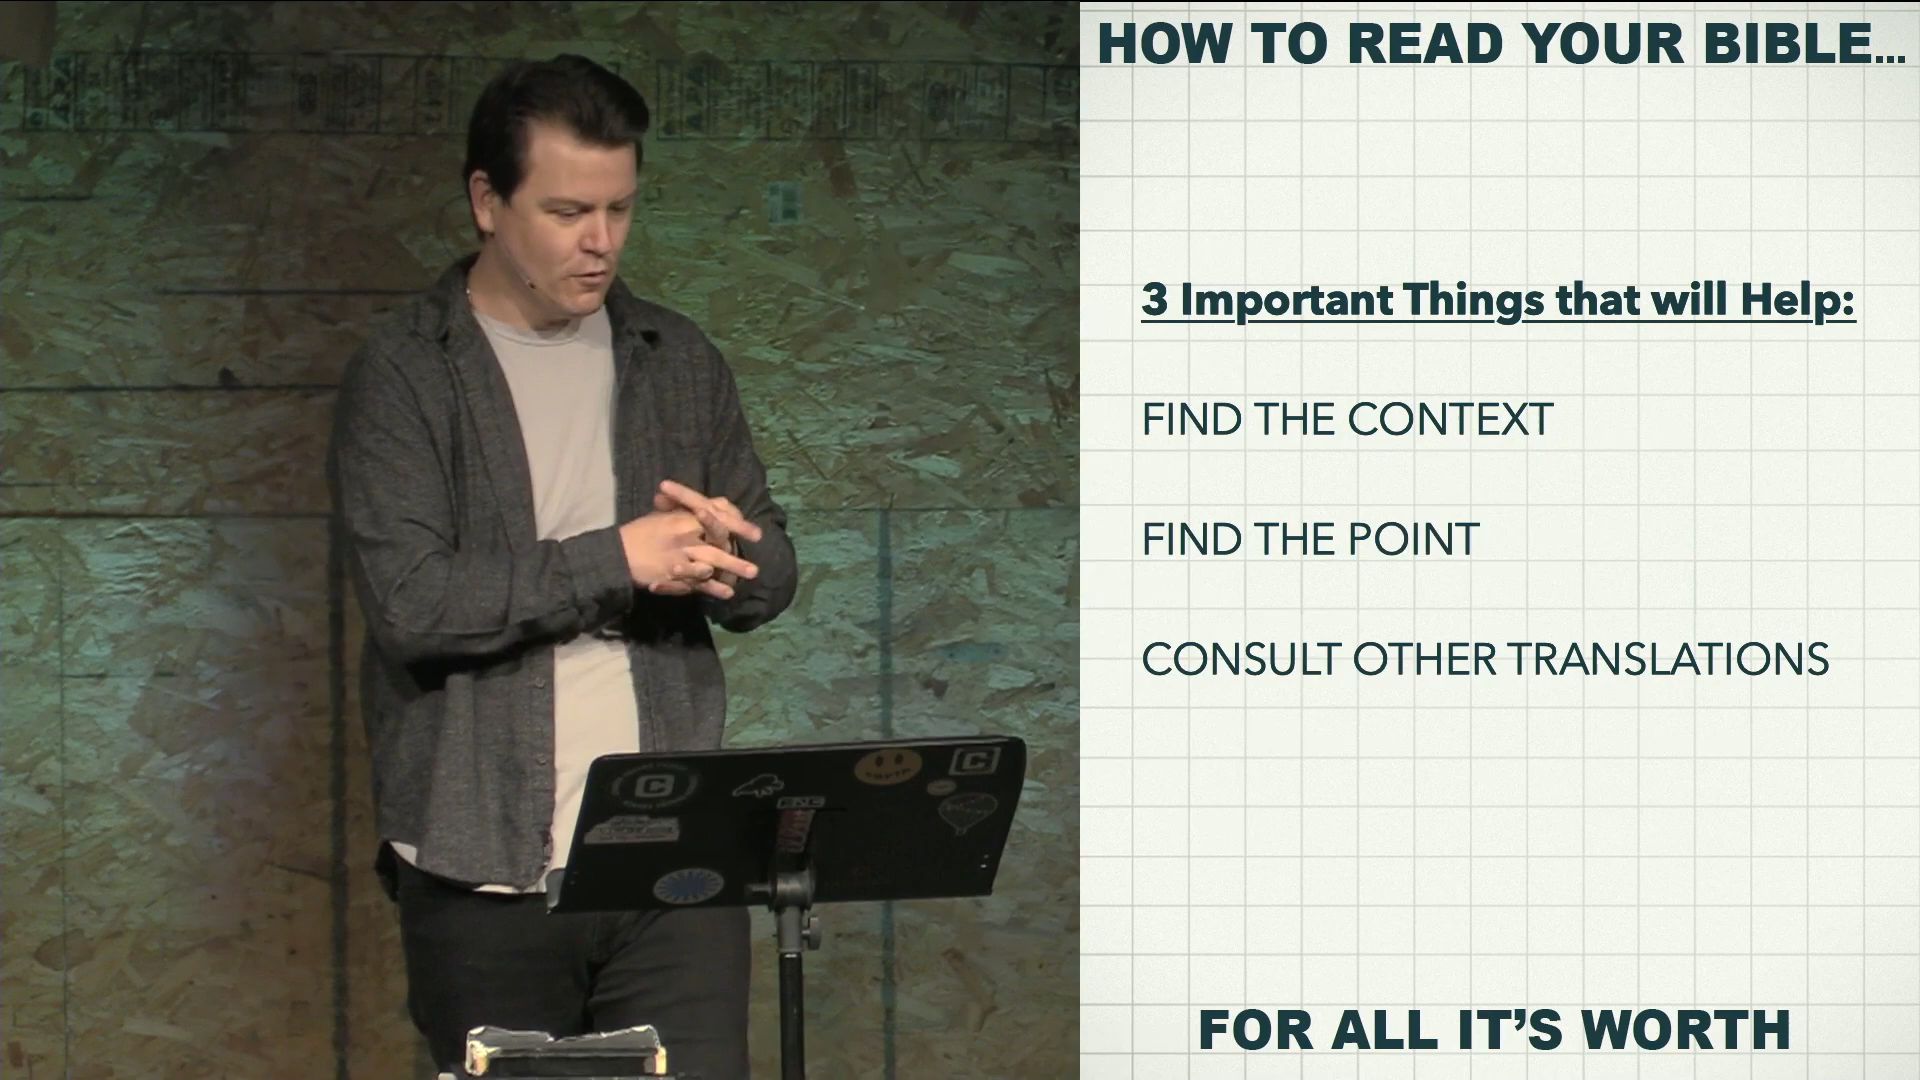 HOW TO READ YOUR BIBLE...
3 Important Things that will Help:
FIND THE CONTEXT
FIND THE POINT
CONSULT OTHER TRANSLATIONS
C
C
FOR ALL IT'S WORTH